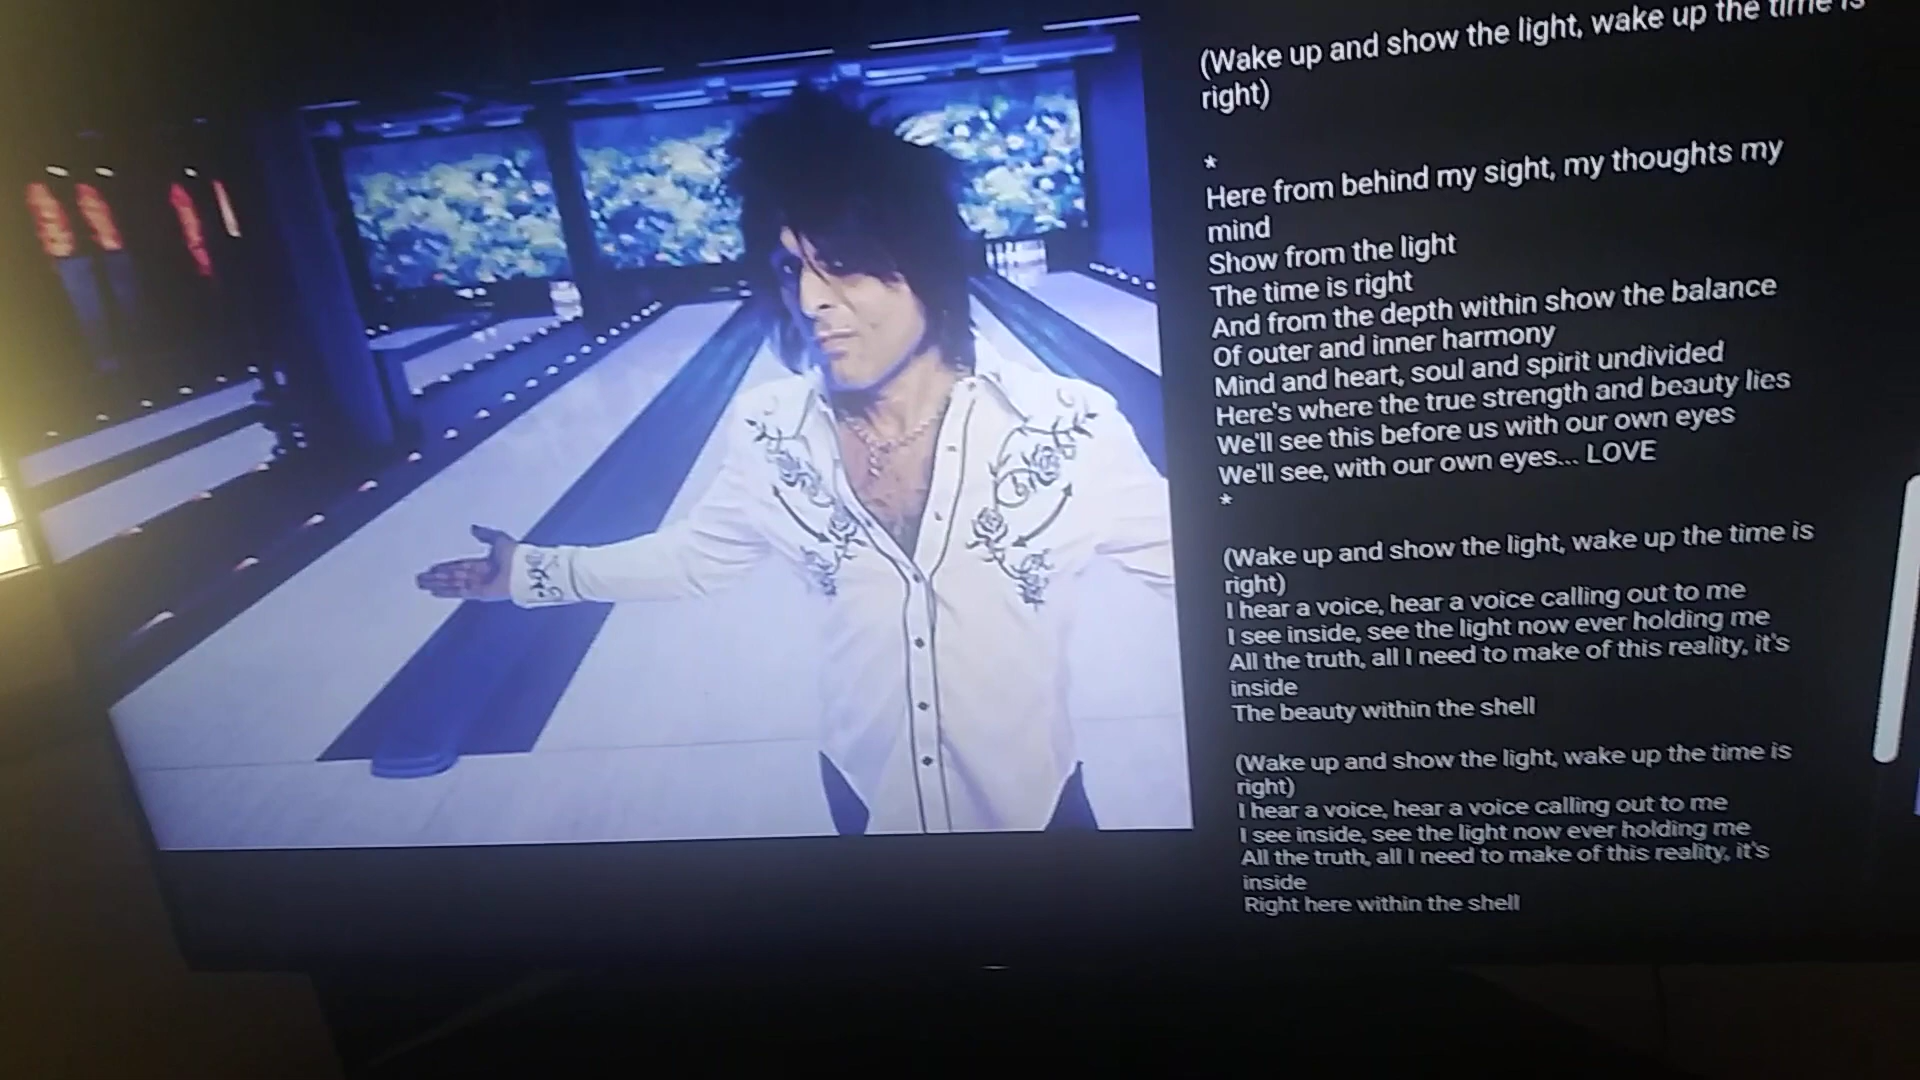 (Wake up and show the light, wake up the time is
right)
*
Here from behind my sight, my thoughts my
mind
Show from the light
The time is right
And from the depth within show the balance
Of outer and inner harmony
Mind and heart, soul and spirit undivided
Here's where the true strength and beauty lies
We'll see this before us with our own eyes
We'll see, with our own eyes... LOVE
*
(Wake up and show the light, wake up the time is
right)
I hear a voice, hear a voice calling out to me
I see inside, see the light now ever holding me
All the truth, all I need to make of this reality, it's
inside
The beauty within the shell
(Wake up and show the light, wake up the time is
right)
I hear a voice, hear a voice calling out to me
I see inside, see the light now ever holding me
All the truth, all I need to make of this reality, it's
inside
Right here within the shell